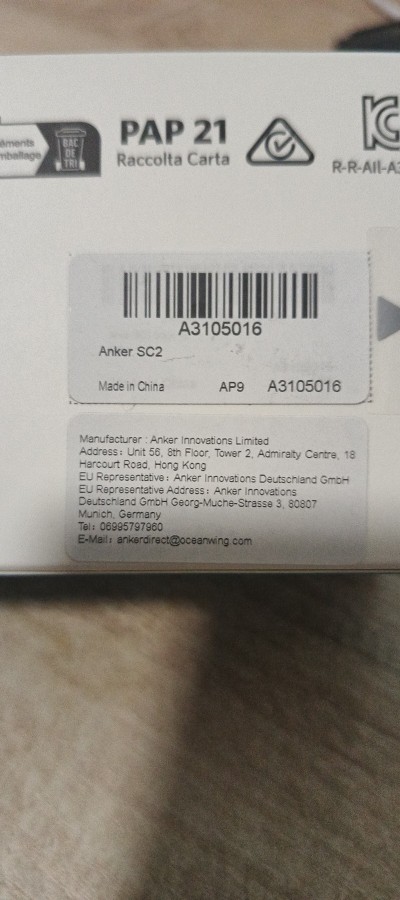 éments
mballage
BAC
DE
TRI
PAP 21
Raccolta Carta
R-R-AII-A3
A3105016
Anker SC2
Made in China AP9 A3105016
Manufacturer : Anker Innovations Limited
Address: Unit 56, 8th Floor, Tower 2, Admiralty Centre, 18
Harcourt Road, Hong Kong
EU Representative: Anker Innovations Deutschland GmbH
EU Representative Address: Anker Innovations
Deutschland GmbH Georg-Muche-Strasse 3, 80807
Munich, Germany
Tel: 06995797960
E-Mail: ankerdirect@oceanwing.com